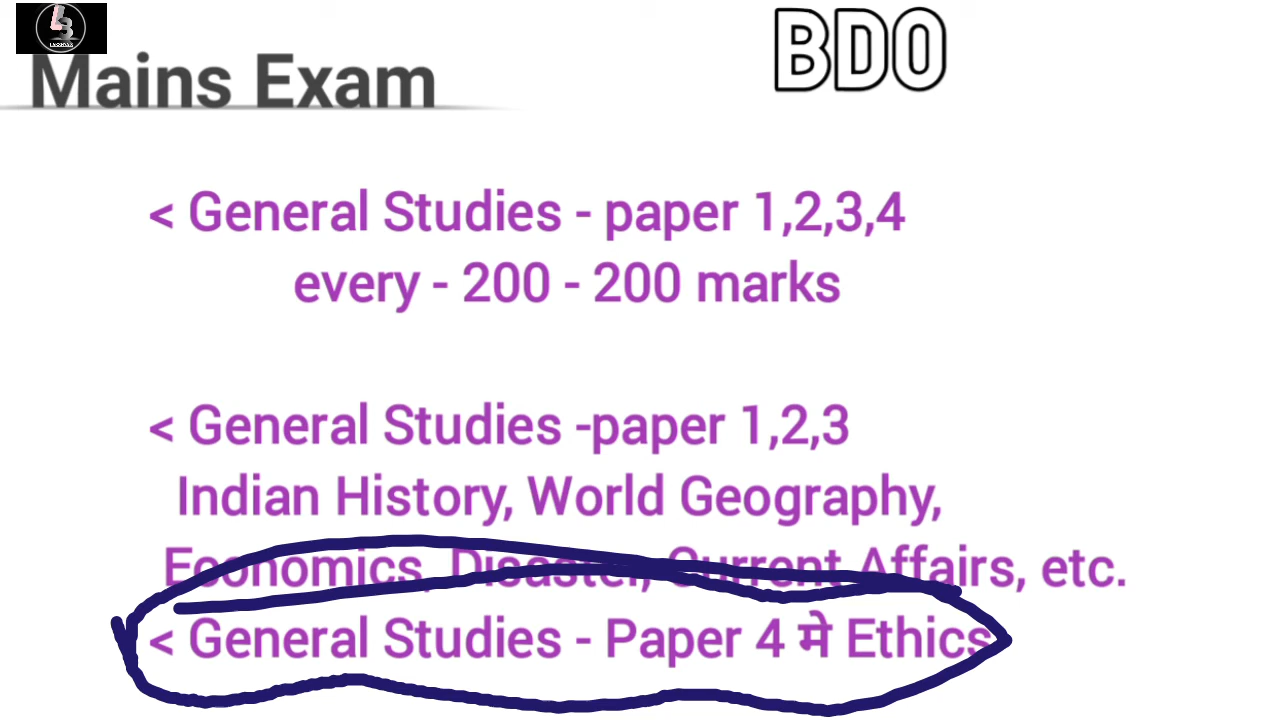 BDO
Mains Exam
< General Studies - paper 1,2,3,4
every - 200 - 200 marks
< General Studies -paper 1,2,3
Indian History, World Geography,
Economics, Disaster, Current Affairs, etc.
< General Studies - Paper 4 मे Ethics